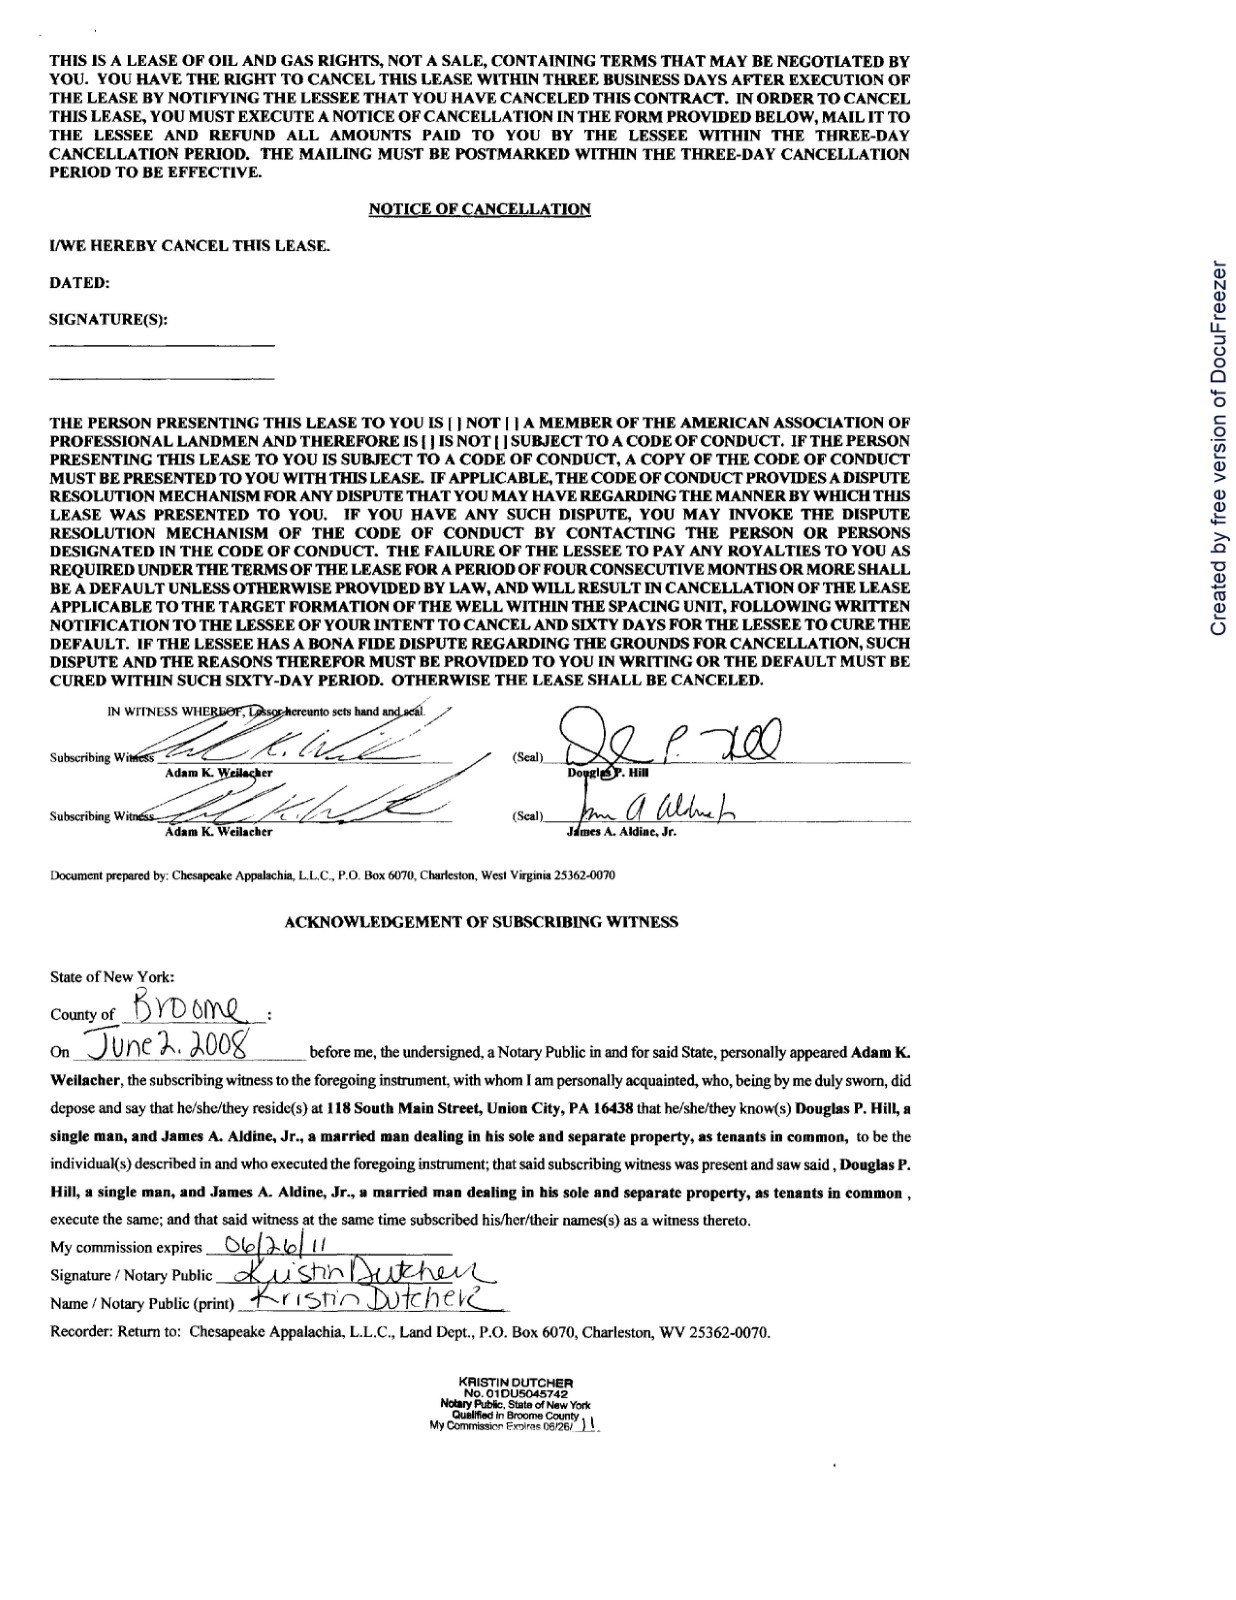 THIS IS A LEASE OF OIL AND GAS RIGHTS, NOT A SALE, CONTAINING TERMS THAT MAY BE NEGOTIATED BY
YOU. YOU HAVE THE RIGHT TO CANCEL THIS LEASE WITHIN THREE BUSINESS DAYS AFTER EXECUTION OF
THE LEASE BY NOTIFYING THE LESSEE THAT YOU HAVE CANCELED THIS CONTRACT. IN ORDER TO CANCEL
THIS LEASE, YOU MUST EXECUTE A NOTICE OF CANCELLATION IN THE FORM PROVIDED BELOW, MAIL IT TO
THE LESSEE AND REFUND ALL AMOUNTS PAID TO YOU BY THE LESSEE WITHIN THE THREE-DAY
CANCELLATION PERIOD. THE MAILING MUST BE POSTMARKED WITHIN THE THREE-DAY CANCELLATION
PERIOD TO BE EFFECTIVE.
NOTICE OF CANCELLATION
I/WE HEREBY CANCEL THIS LEASE.
DATED:
SIGNATURE(S):
THE PERSON PRESENTING THIS LEASE TO YOU IS [ ] NOT [ ] A MEMBER OF THE AMERICAN ASSOCIATION OF
PROFESSIONAL LANDMEN AND THEREFORE IS [ ] IS NOT [ ] SUBJECT TO A CODE OF CONDUCT. IF THE PERSON
PRESENTING THIS LEASE TO YOU IS SUBJECT TO A CODE OF CONDUCT, A COPY OF THE CODE OF CONDUCT
MUST BE PRESENTED TO YOU WITH THIS LEASE. IF APPLICABLE, THE CODE OF CONDUCT PROVIDES A DISPUTE
RESOLUTION MECHANISM FOR ANY DISPUTE THAT YOU MAY HAVE REGARDING THE MANNER BY WHICH THIS
LEASE WAS PRESENTED TO YOU. IF YOU HAVE ANY SUCH DISPUTE, YOU MAY INVOKE THE DISPUTE
RESOLUTION MECHANISM OF THE CODE OF CONDUCT BY CONTACTING THE PERSON OR PERSONS
DESIGNATED IN THE CODE OF CONDUCT. THE FAILURE OF THE LESSEE TO PAY ANY ROYALTIES TO YOU AS
REQUIRED UNDER THE TERMS OF THE LEASE FOR A PERIOD OF FOUR CONSECUTIVE MONTHS OR MORE SHALL
BE A DEFAULT UNLESS OTHERWISE PROVIDED BY LAW, AND WILL RESULT IN CANCELLATION OF THE LEASE
APPLICABLE TO THE TARGET FORMATION OF THE WELL WITHIN THE SPACING UNIT, FOLLOWING WRITTEN
NOTIFICATION TO THE LESSEE OF YOUR INTENT TO CANCEL AND SIXTY DAYS FOR THE LESSEE TO CURE THE
DEFAULT. IF THE LESSEE HAS A BONA FIDE DISPUTE REGARDING THE GROUNDS FOR CANCELLATION, SUCH
DISPUTE AND THE REASONS THEREFOR MUST BE PROVIDED TO YOU IN WRITING OR THE DEFAULT MUST BE
CURED WITHIN SUCH SIXTY-DAY PERIOD. OTHERWISE THE LEASE SHALL BE CANCELED.
IN WITNESS WHEREOF, Lessor hereunto sets hand and seal.
Subscribing Witness (Seal) P. Hill
Adam K. Weilacher Douglas P. Hill
Subscribing Witness (Seal) A Aldine Jr
Adam K. Weilacher James A. Aldine, Jr.
Document prepared by: Chesapeake Appalachia, L.L.C., P.O. Box 6070, Charleston, West Virginia 25362-0070
ACKNOWLEDGEMENT OF SUBSCRIBING WITNESS
State of New York:
County of Broome :
On June 2, 2008 before me, the undersigned, a Notary Public in and for said State, personally appeared Adam K.
Weilacher, the subscribing witness to the foregoing instrument, with whom I am personally acquainted, who, being by me duly sworn, did
depose and say that he/she/they reside(s) at 118 South Main Street, Union City, PA 16438 that he/she/they know(s) Douglas P. Hill, a
single man, and James A. Aldine, Jr., a married man dealing in his sole and separate property, as tenants in common, to be the
individual(s) described in and who executed the foregoing instrument; that said subscribing witness was present and saw said , Douglas P.
Hill, a single man, and James A. Aldine, Jr., a married man dealing in his sole and separate property, as tenants in common ,
execute the same; and that said witness at the same time subscribed his/her/their names(s) as a witness thereto.
My commission expires 06/26/11
Signature / Notary Public Kristin Dutcher
Name / Notary Public (print) Kristin Dutcher
Recorder: Return to: Chesapeake Appalachia, L.L.C., Land Dept., P.O. Box 6070, Charleston, WV 25362-0070.
KRISTIN DUTCHER
No. 01DU5045742
Notary Public, State of New York
Qualified in Broome County
My Commission Expires 06/26/ 11
Created by free version of DocuFreezer